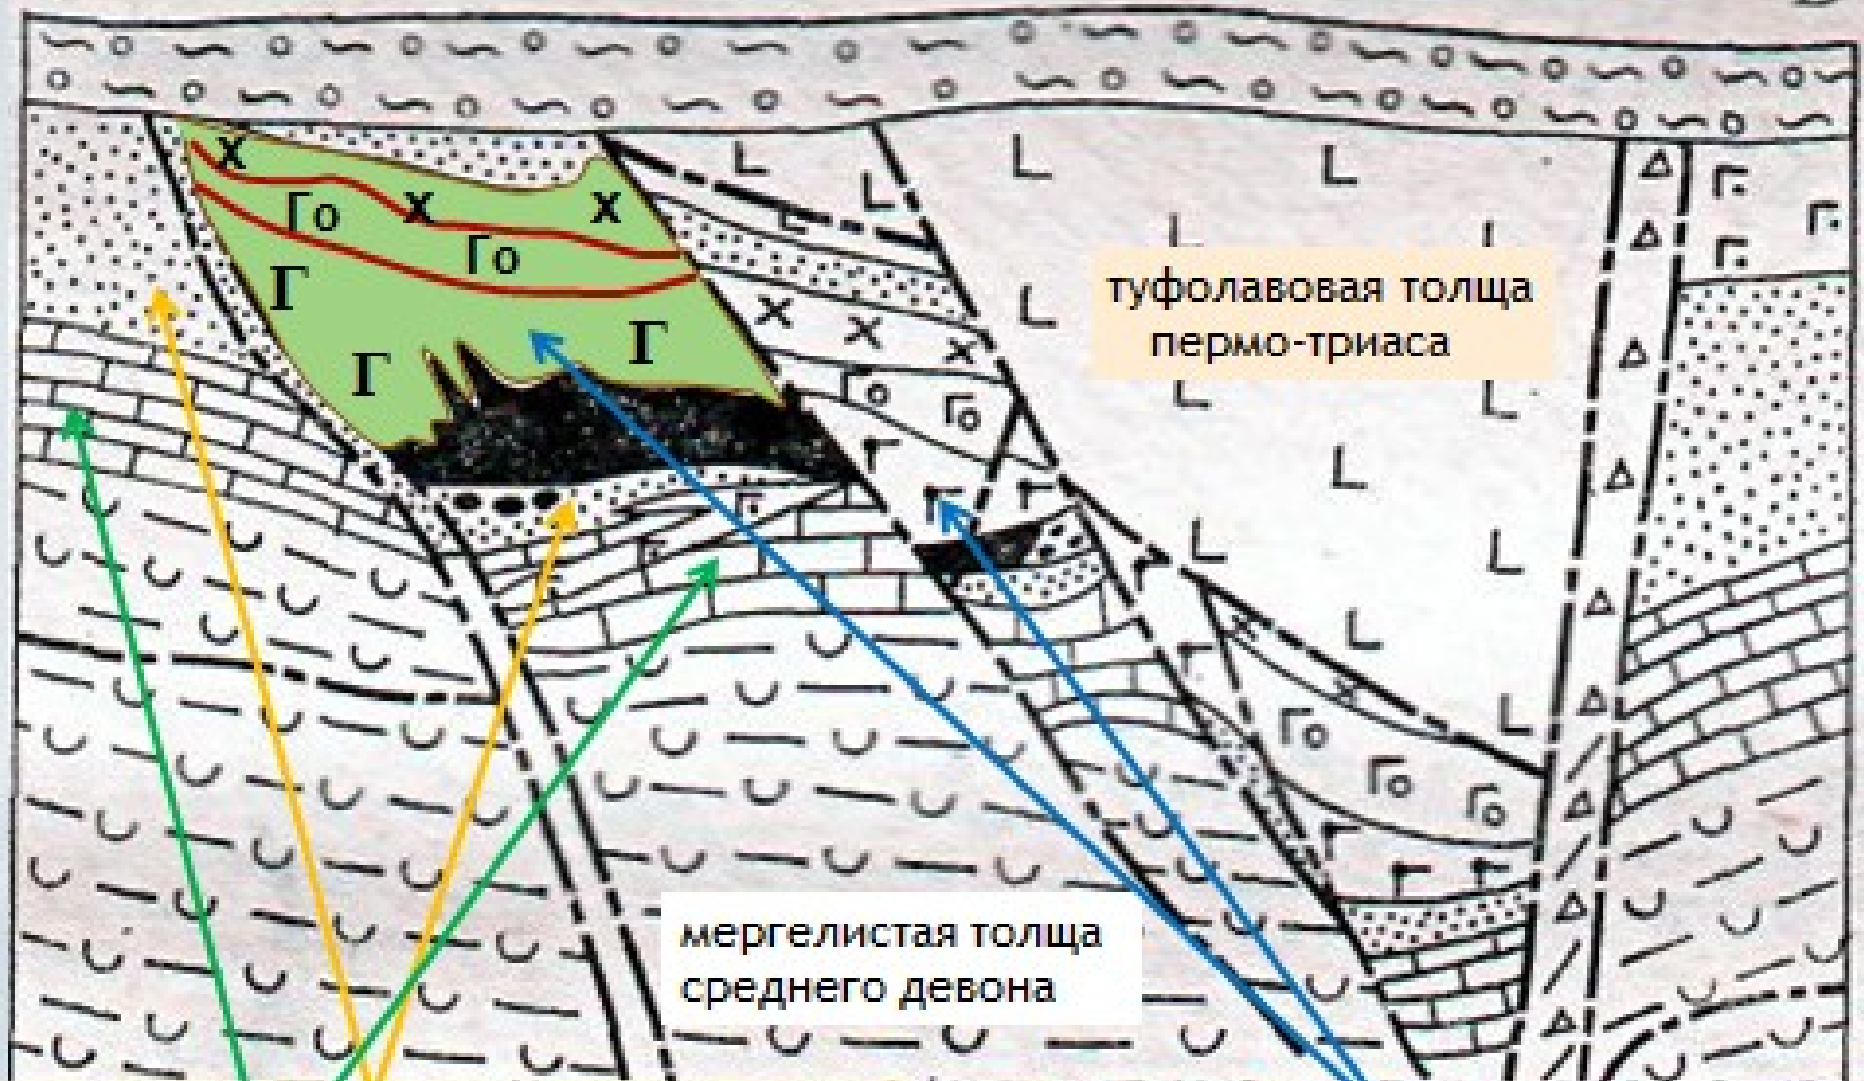 Х
Го
Х
Х
Го
Г
Г
Г
Го
туфолавовая толща
пермо-триаса
Го
Го
Го
мергелистая толща
среднего девона